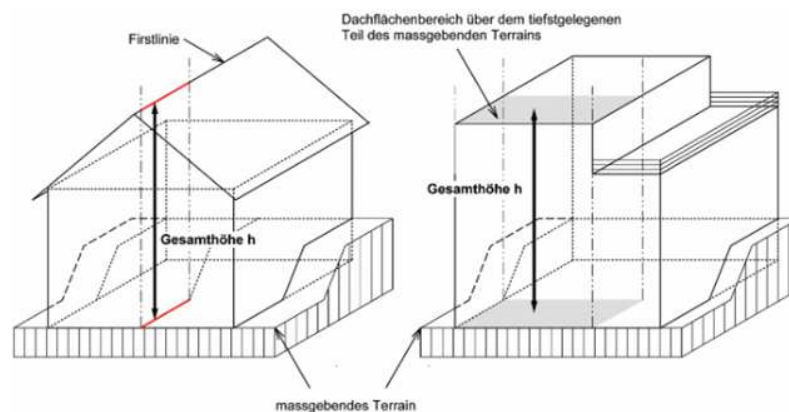 Firstlinie
Dachflächenbereich über dem tiefstgelegenen
Teil des massgebenden Terrains
Gesamthöhe h
Gesamthöhe h
massgebendes Terrain